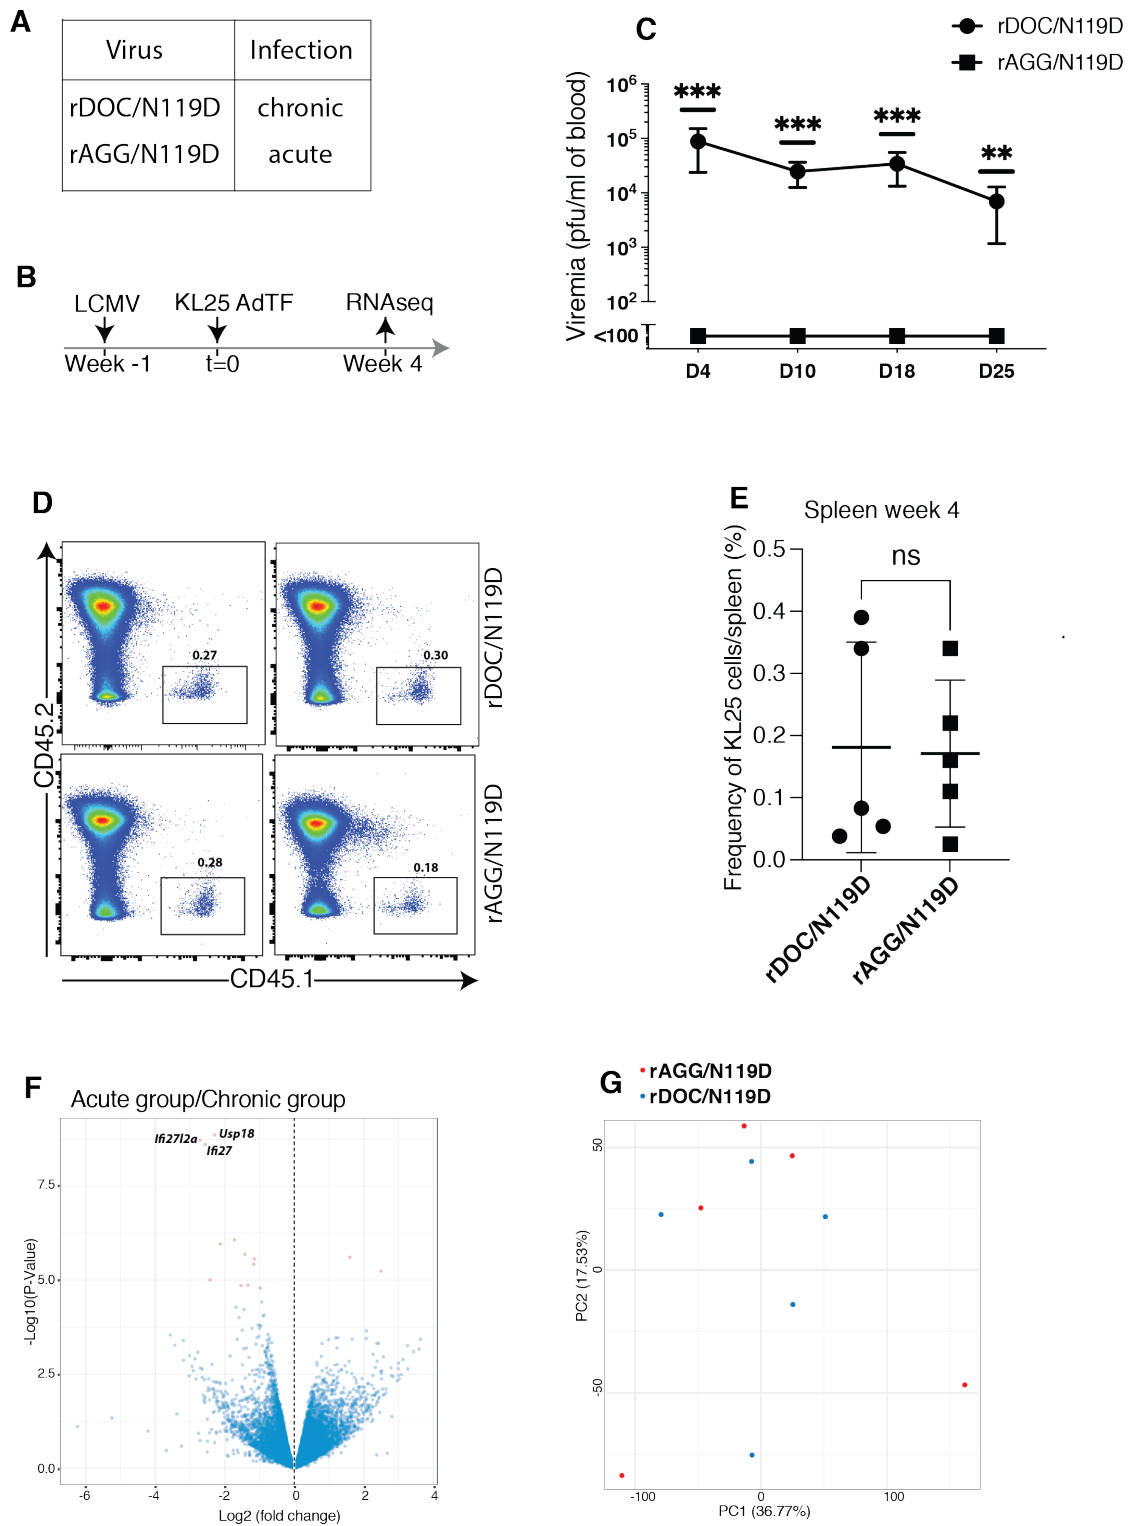 A
Virus Infection
rDOC/N119D chronic
rAGG/N119D acute
B
LCMV KL25 AdTF RNAseq
Week -1 t=0 Week 4
C
rDOC/N119D
rAGG/N119D
Viremia (pfu/ml of blood)
10⁶
10⁵
10⁴
10³
10²
<100
*** *** *** **
D4 D10 D18 D25
D
0.27 0.30
rDOC/N119D
0.28 0.18
rAGG/N119D
CD45.2
CD45.1
E
Spleen week 4
ns
Frequency of KL25 cells/spleen (%)
0.5
0.4
0.3
0.2
0.1
0.0
rDOC/N119D rAGG/N119D
F
Acute group/Chronic group
Ifi27l2a Usp18
Ifi27
-Log10(P-Value)
7.5
5.0
2.5
0.0
-6 -4 -2 0 2 4
Log2 (fold change)
G
rAGG/N119D
rDOC/N119D
PC2 (17.53%)
50
0
-50
-100 0 100
PC1 (36.77%)